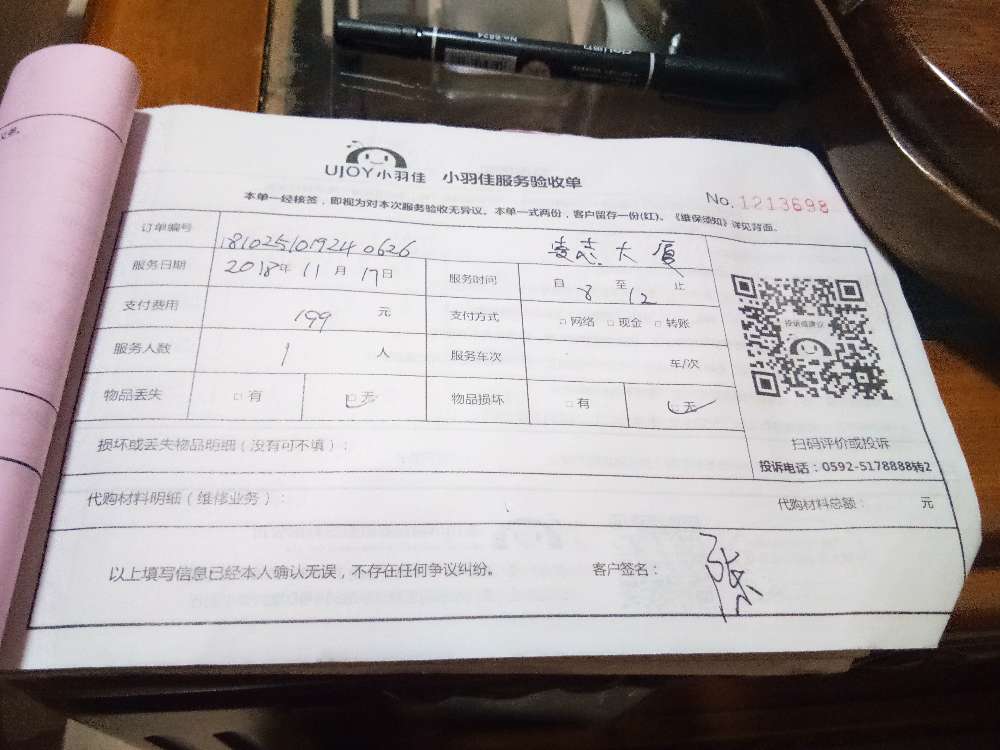 UJOY小羽佳 小羽佳服务验收单
No.1213698
本单一经核签，即视为对本次服务验收无异议。本单一式两份，客户留存一份(红)。《维保须知》详见背面。
订单编号 181025101924 0626 大厦
服务日期 2018年 11月 17日 服务时间 自 8 至 12 止
支付费用 199 元 支付方式 □网络 □现金 □转账
服务人数 1 人 服务车次 车/次
物品丢失 □有 □无 物品损坏 □有 □无
投诉或建议
扫码评价或投诉
投诉电话：0592-5178888转2
损坏或丢失物品明细（没有可不填）：
代购材料明细（维修业务）： 代购材料总额： 元
以上填写信息已经本人确认无误，不存在任何争议纠纷。 客户签名： 张